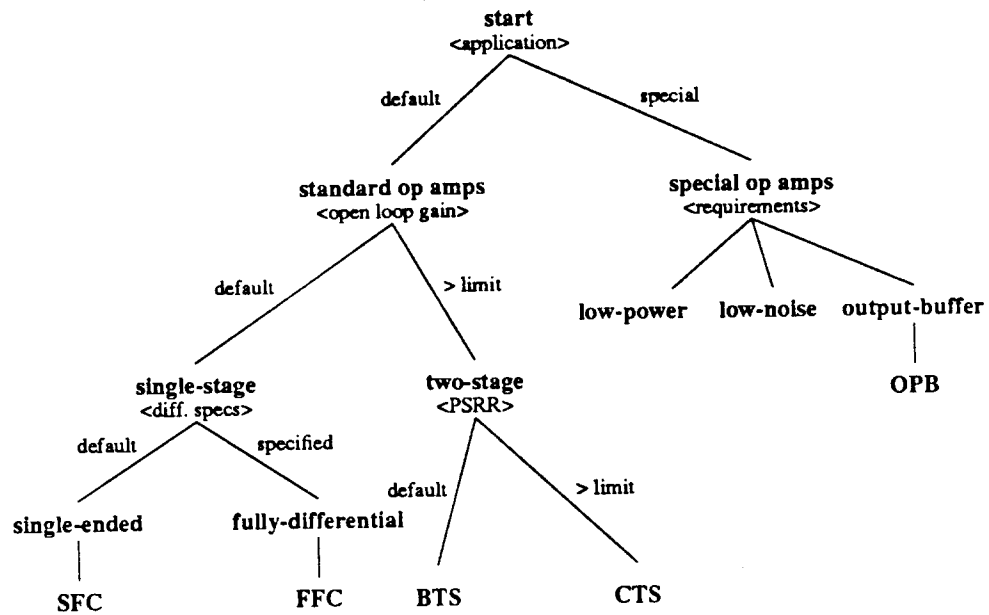 start
<application>
default
special
standard op amps
<open loop gain>
special op amps
<requirements>
default
> limit
low-power
low-noise
output-buffer
OPB
single-stage
<diff. specs>
two-stage
<PSRR>
default
specified
default
> limit
single-ended
fully-differential
SFC
FFC
BTS
CTS